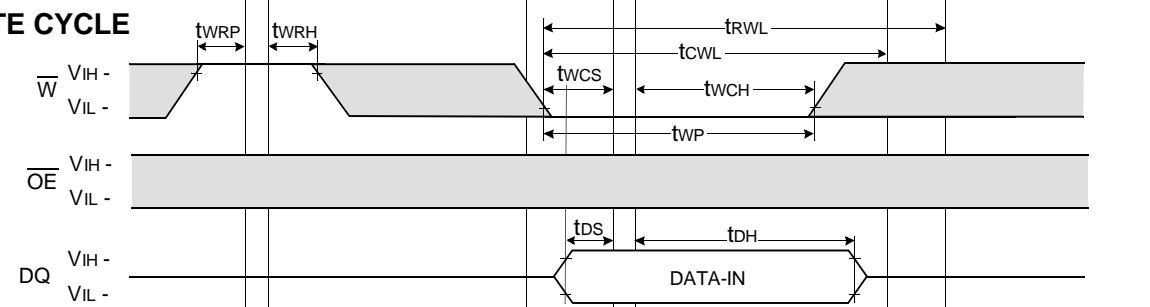 TE CYCLE
tWRP
tWRH
tRWL
tCWL
tWCS
tWCH
tWP
W
VIH -
VIL -
OE
VIH -
VIL -
tDS
tDH
DQ
VIH -
VIL -
DATA-IN